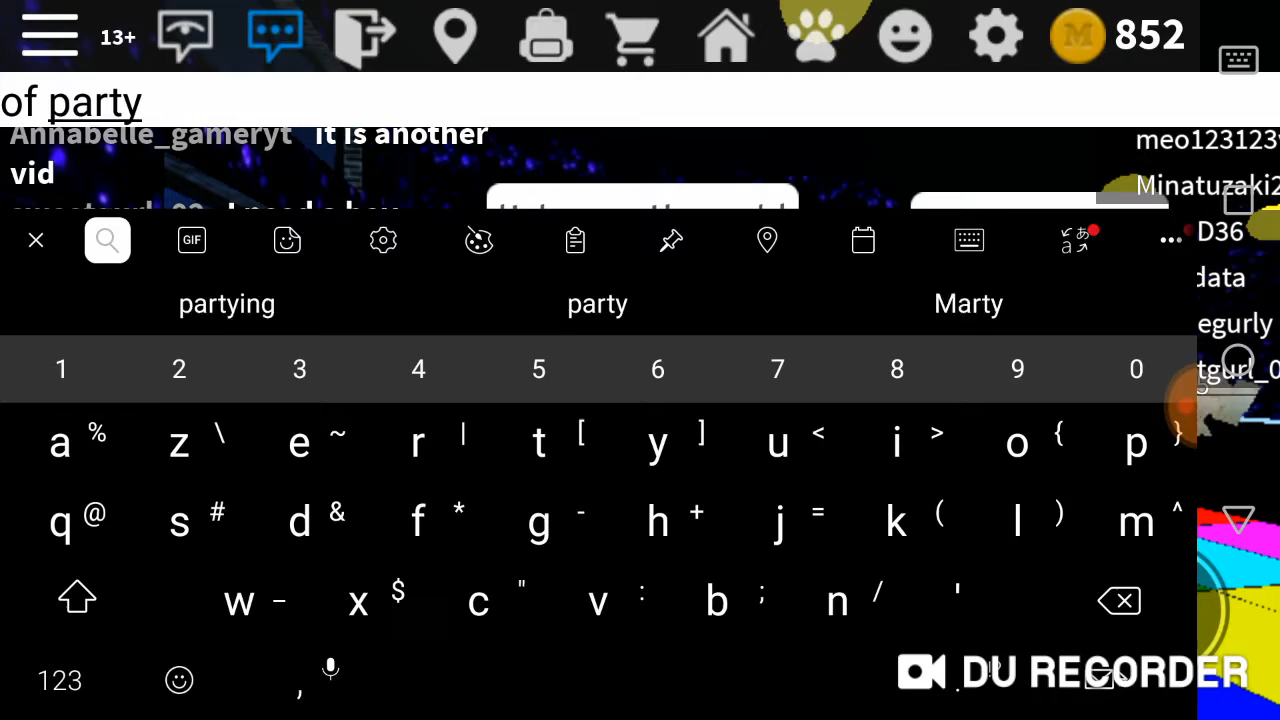 13+ 852
of party
Annabelle_gameryt it is another
vid
meo123123
Minatuzaki2
D36
data
egurly
tgurl_0
GIF
partying party Marty
1 2 3 4 5 6 7 8 9 0
a % z \ e ~ r | t [ y ] u < i > o { p }
q @ s # d & f * g - h + j = k ( l ) m ^
w _ x $ c " v : b ; n / '
123 , .
DU RECORDER